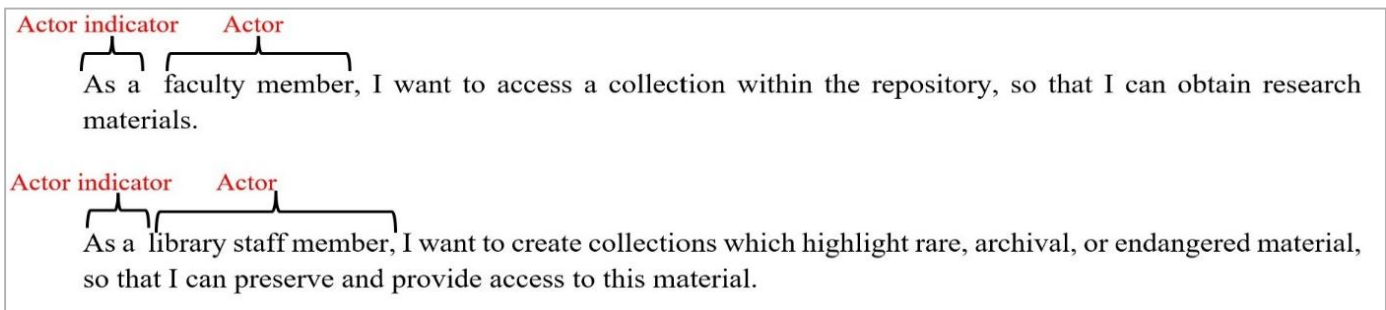 Actor indicator Actor
As a faculty member, I want to access a collection within the repository, so that I can obtain research
materials.
Actor indicator Actor
As a library staff member, I want to create collections which highlight rare, archival, or endangered material,
so that I can preserve and provide access to this material.